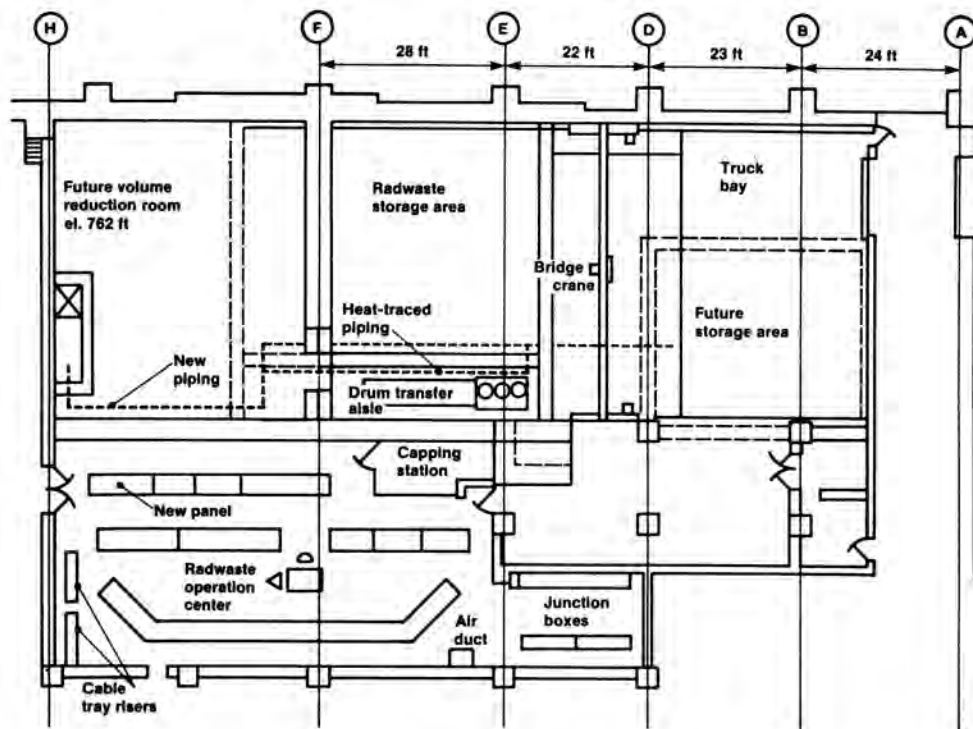 H
F
E
D
B
A
28 ft
22 ft
23 ft
24 ft
Future volume
reduction room
el. 762 ft
Radwaste
storage area
Truck
bay
Bridge
crane
Future
storage area
Heat-traced
piping
New
piping
Drum transfer
aisle
Capping
station
New panel
Radwaste
operation
center
Junction
boxes
Air
duct
Cable
tray risers